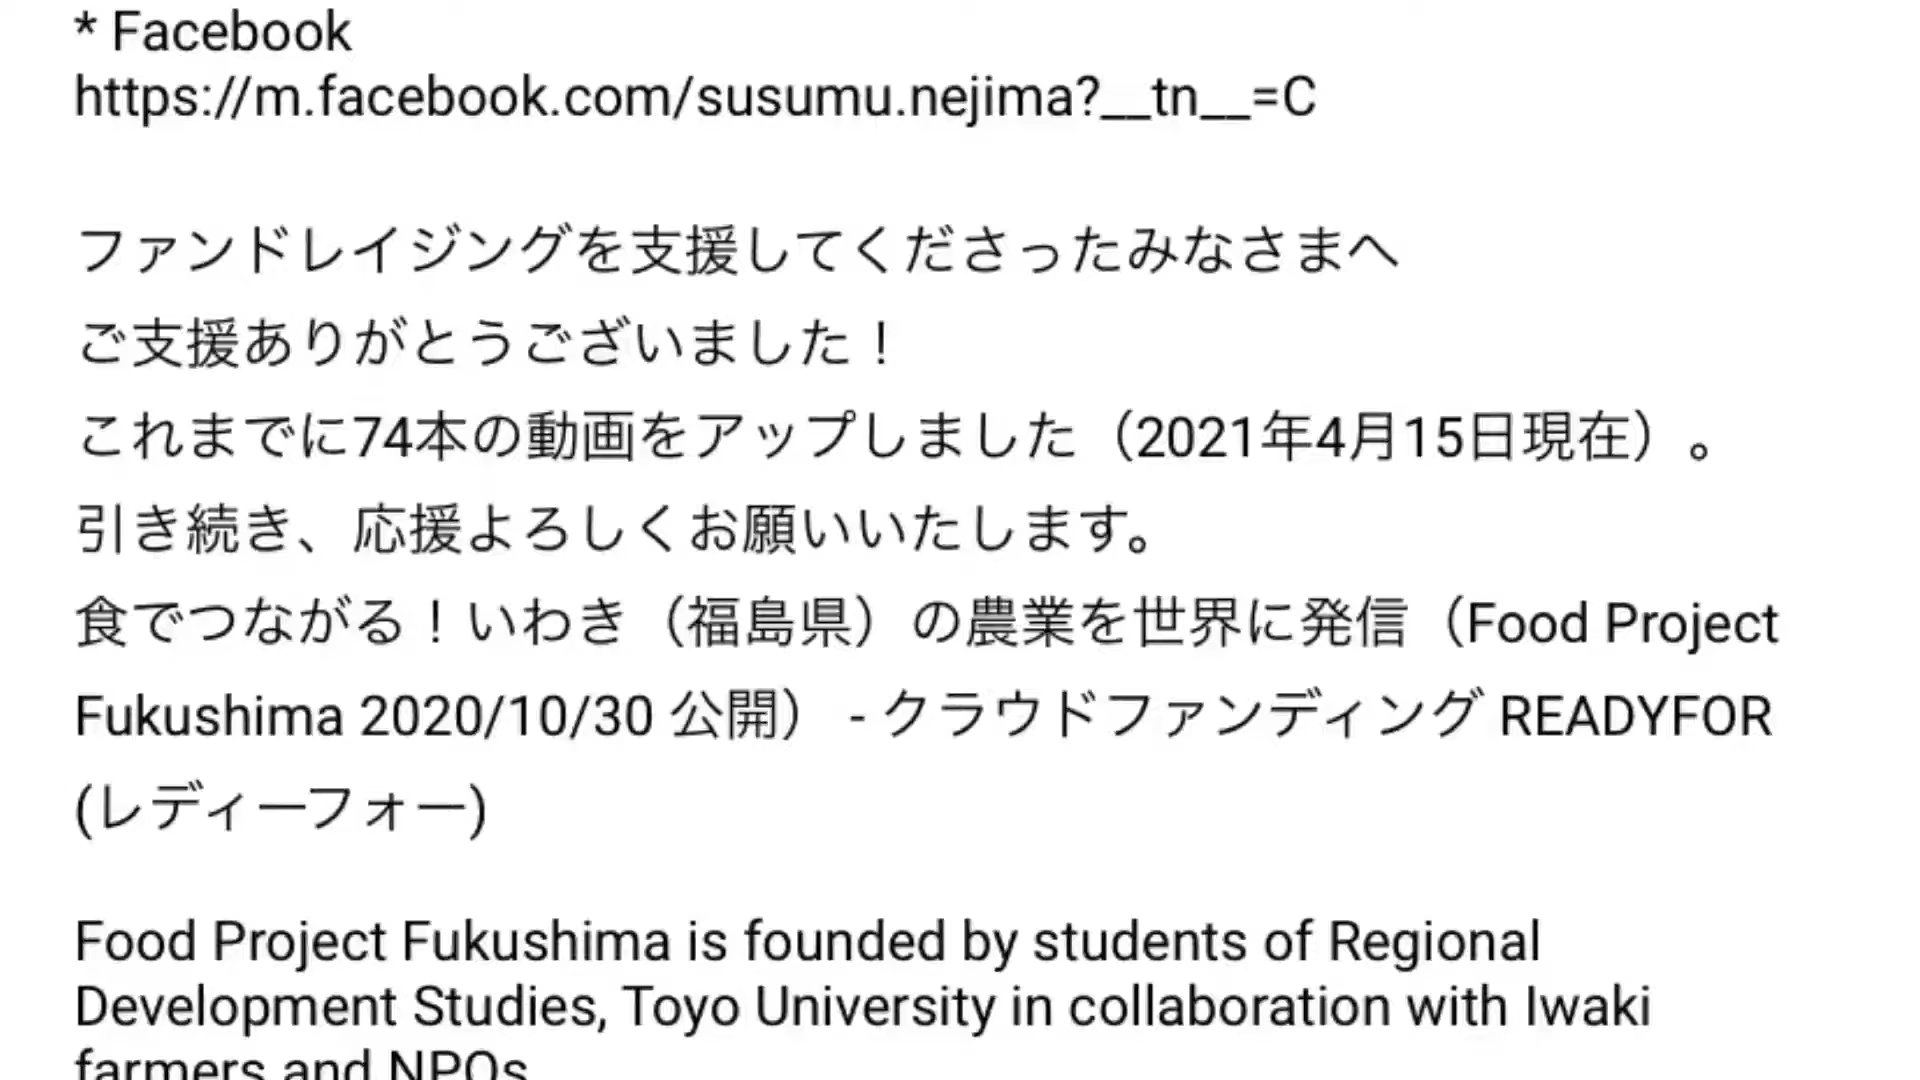 * Facebook
https://m.facebook.com/susumu.nejima?__tn__=C
ファンドレイジングを支援してくださったみなさまへ
ご支援ありがとうございました！
これまでに74本の動画をアップしました（2021年4月15日現在）。
引き続き、応援よろしくお願いいたします。
食でつながる！いわき（福島県）の農業を世界に発信（Food Project
Fukushima 2020/10/30 公開） - クラウドファンディング READYFOR
(レディーフォー)
Food Project Fukushima is founded by students of Regional
Development Studies, Toyo University in collaboration with Iwaki
farmers and NPOs